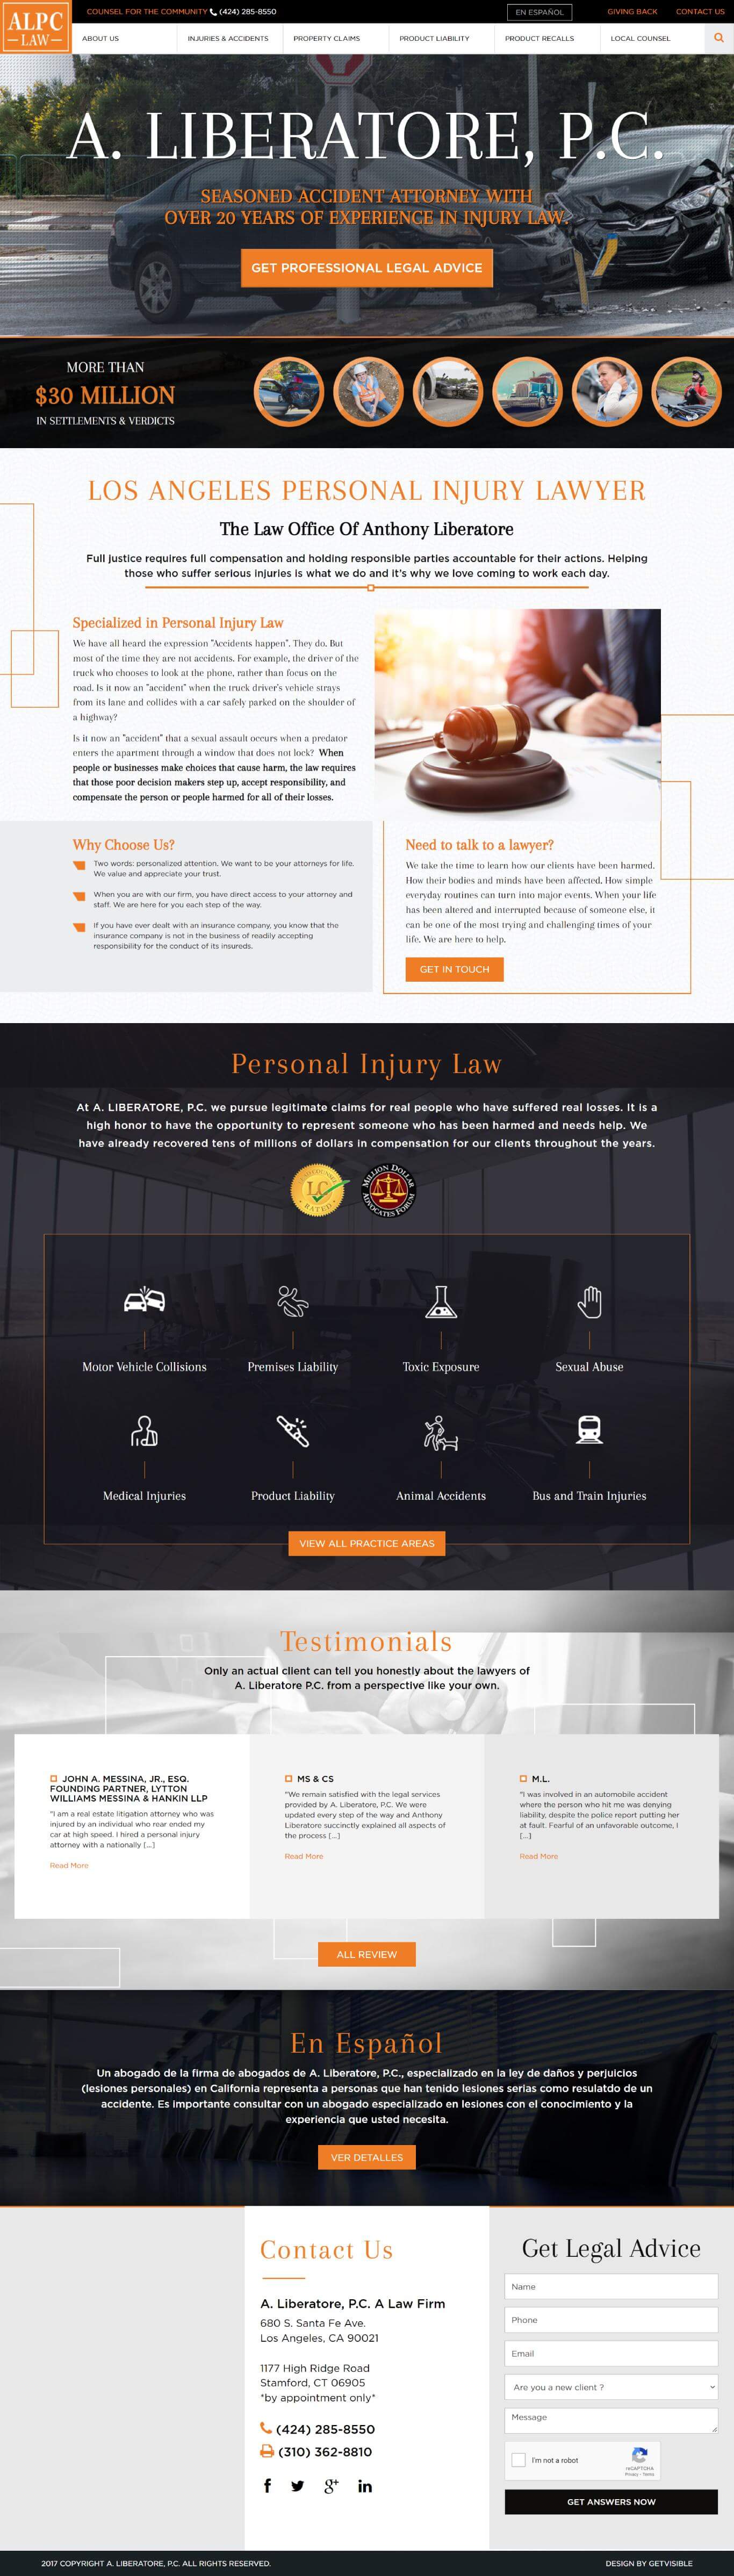 ALPC
LAW
COUNSEL FOR THE COMMUNITY (424) 285-8550
EN ESPAÑOL
GIVING BACK
CONTACT US
ABOUT US
INJURIES & ACCIDENTS
PROPERTY CLAIMS
PRODUCT LIABILITY
PRODUCT RECALLS
LOCAL COUNSEL
A. LIBERATORE, P.C.
SEASONED ACCIDENT ATTORNEY WITH
OVER 20 YEARS OF EXPERIENCE IN INJURY LAW.
GET PROFESSIONAL LEGAL ADVICE
MORE THAN
$30 MILLION
IN SETTLEMENTS & VERDICTS
LOS ANGELES PERSONAL INJURY LAWYER
The Law Office Of Anthony Liberatore
Full justice requires full compensation and holding responsible parties accountable for their actions. Helping
those who suffer serious injuries is what we do and it's why we love coming to work each day.
Specialized in Personal Injury Law
We have all heard the expression "Accidents happen". They do. But
most of the time they are not accidents. For example, the driver of the
truck who chooses to look at the phone, rather than focus on the
road. Is it now an "accident" when the truck driver's vehicle strays
from its lane and collides with a car safely parked on the shoulder of
a highway?
Is it now an "accident" that a sexual assault occurs when a predator
enters the apartment through a window that does not lock? When
people or businesses make choices that cause harm, the law requires
that those poor decision makers step up, accept responsibility, and
compensate the person or people harmed for all of their losses.
Why Choose Us?
Two words: personalized attention. We want to be your attorneys for life.
We value and appreciate your trust.
When you are with our firm, you have direct access to your attorney and
staff. We are here for you each step of the way.
If you have ever dealt with an insurance company, you know that the
insurance company is not in the business of readily accepting
responsibility for the conduct of its insureds.
Need to talk to a lawyer?
We take the time to learn how our clients have been harmed.
How their bodies and minds have been affected. How simple
everyday routines can turn into major events. When your life
has been altered and interrupted because of someone else, it
can be one of the most trying and challenging times of your
life. We are here to help.
GET IN TOUCH
Personal Injury Law
At A. LIBERATORE, P.C. we pursue legitimate claims for real people who have suffered real losses. It is a
high honor to have the opportunity to represent someone who has been harmed and needs help. We
have already recovered tens of millions of dollars in compensation for our clients throughout the years.
LC
RATED
MILLION DOLLAR
ADVOCATES FORUM
Motor Vehicle Collisions
Premises Liability
Toxic Exposure
Sexual Abuse
Medical Injuries
Product Liability
Animal Accidents
Bus and Train Injuries
VIEW ALL PRACTICE AREAS
Testimonials
Only an actual client can tell you honestly about the lawyers of
A. Liberatore P.C. from a perspective like your own.
JOHN A. MESSINA, JR., ESQ.
FOUNDING PARTNER, LYTTON
WILLIAMS MESSINA & HANKIN LLP
"I am a real estate litigation attorney who was
injured by an individual who rear ended my
car at high speed. I hired a personal injury
attorney with a nationally [...]
Read More
MS & CS
"We remain satisfied with the legal services
provided by A. Liberatore, P.C. We were
updated every step of the way and Anthony
Liberatore succinctly explained all aspects of
the process [...]
Read More
M.L.
"I was involved in an automobile accident
where the person who hit me was denying
liability, despite the police report putting her
at fault. Fearful of an unfavorable outcome, I
[...]
Read More
ALL REVIEW
En Español
Un abogado de la firma de abogados de A. Liberatore, P.C., especializado en la ley de daños y perjuicios
(lesiones personales) en California representa a personas que han tenido lesiones serias como resulatdo de un
accidente. Es importante consultar con un abogado especializado en lesiones con el conocimiento y la
experiencia que usted necesita.
VER DETALLES
Contact Us
A. Liberatore, P.C. A Law Firm
680 S. Santa Fe Ave.
Los Angeles, CA 90021
1177 High Ridge Road
Stamford, CT 06905
*by appointment only*
(424) 285-8550
(310) 362-8810
Get Legal Advice
Name
Phone
Email
Are you a new client ?
Message
I'm not a robot
reCAPTCHA
Privacy - Terms
GET ANSWERS NOW
2017 COPYRIGHT A. LIBERATORE, P.C. ALL RIGHTS RESERVED.
DESIGN BY GETVISIBLE